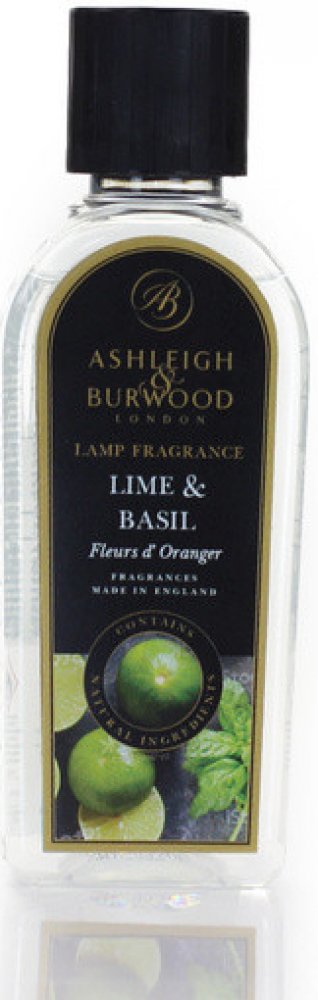 AB
ASHLEIGH
&
BURWOOD
LONDON
LAMP FRAGRANCE
LIME &
BASIL
Fleurs d' Oranger
FRAGRANCES
MADE IN ENGLAND
CONTAINS
NATURAL INGREDIENTS